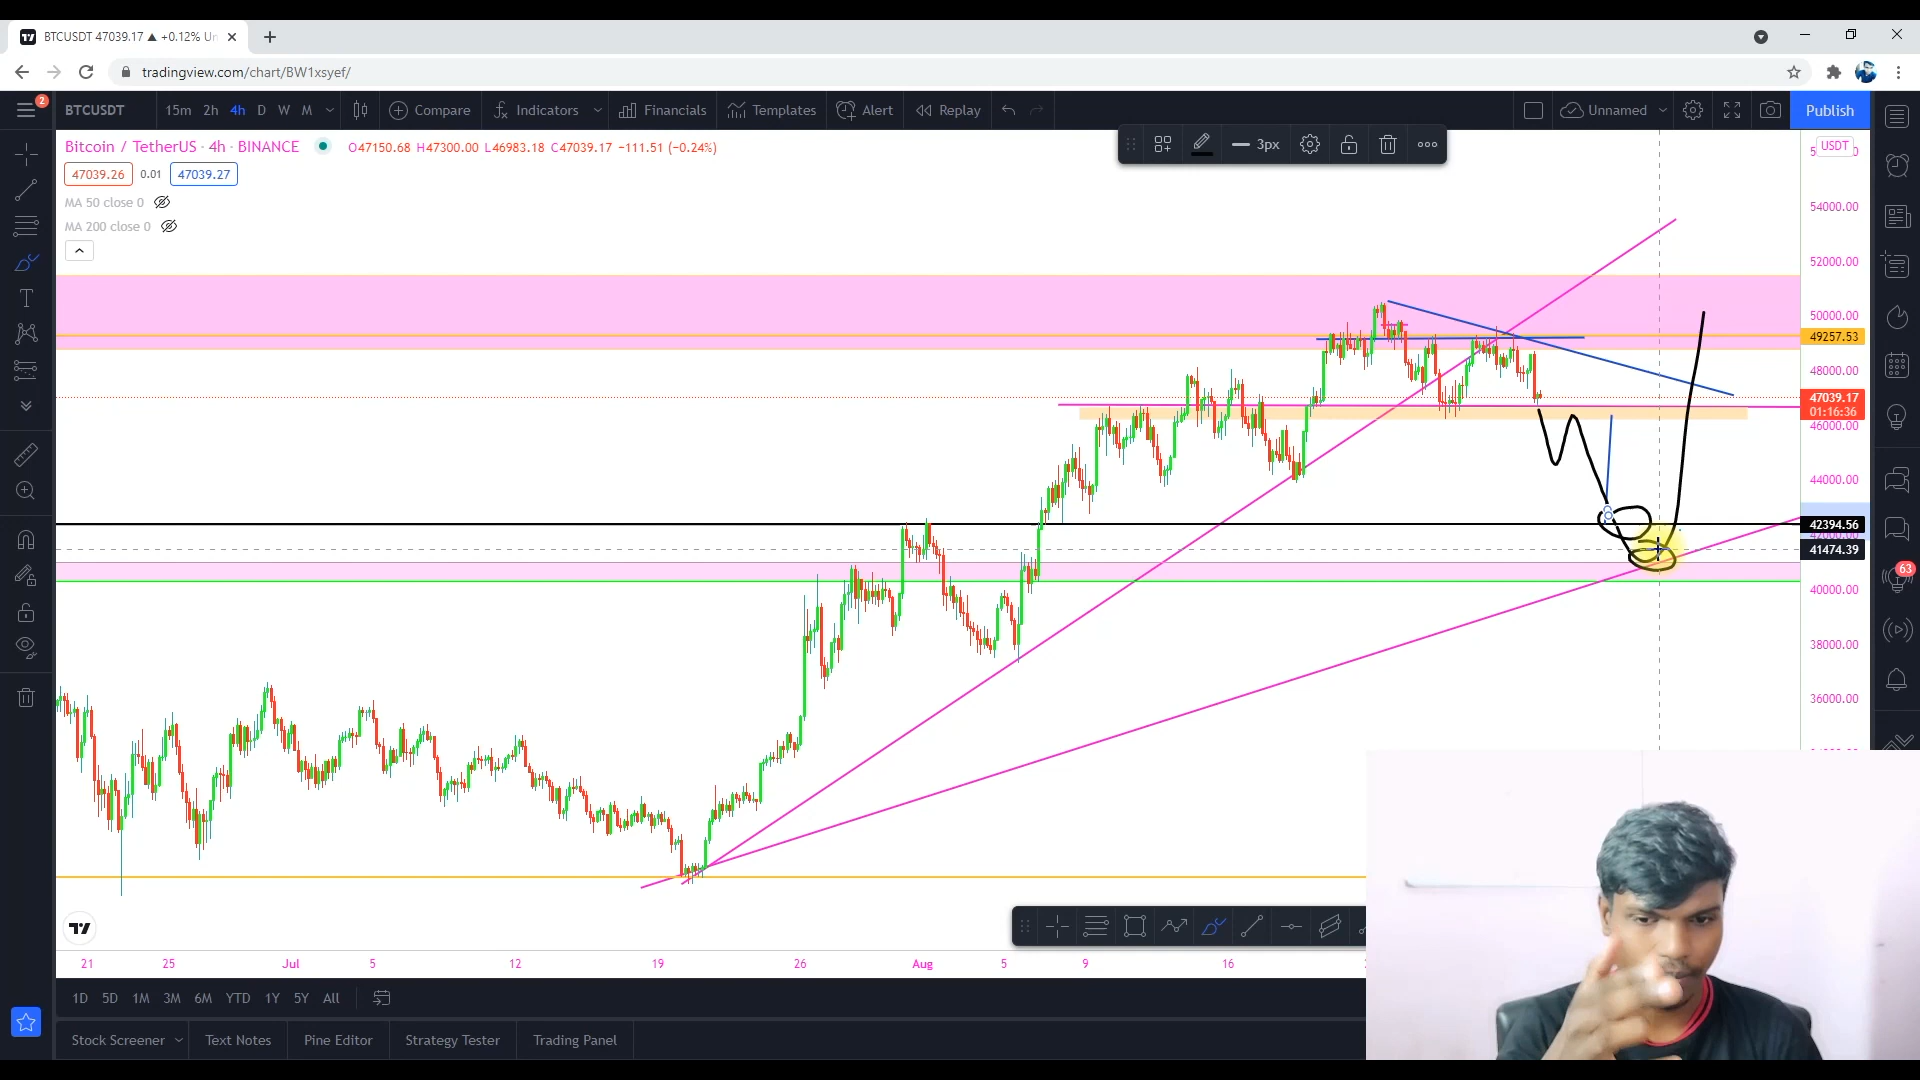 BTCUSDT 47039.17 ▲ +0.12% Un
tradingview.com/chart/BW1xsyef/
2
BTCUSDT 15m 2h 4h D W M Compare Indicators Financials Templates Alert Replay Unnamed Publish
Bitcoin / TetherUS · 4h · BINANCE O47150.68 H47300.00 L46983.18 C47039.17 −111.51 (−0.24%)
3px
USDT
47039.26 0.01 47039.27
MA 50 close 0
MA 200 close 0
54000.00
52000.00
50000.00
49257.53
48000.00
47039.17
01:16:36
46000.00
44000.00
42394.56
42000.00
41474.39
40000.00
38000.00
36000.00
63
21 25 Jul 5 12 19 26 Aug 5 9 16
1D 5D 1M 3M 6M YTD 1Y 5Y All
Stock Screener Text Notes Pine Editor Strategy Tester Trading Panel